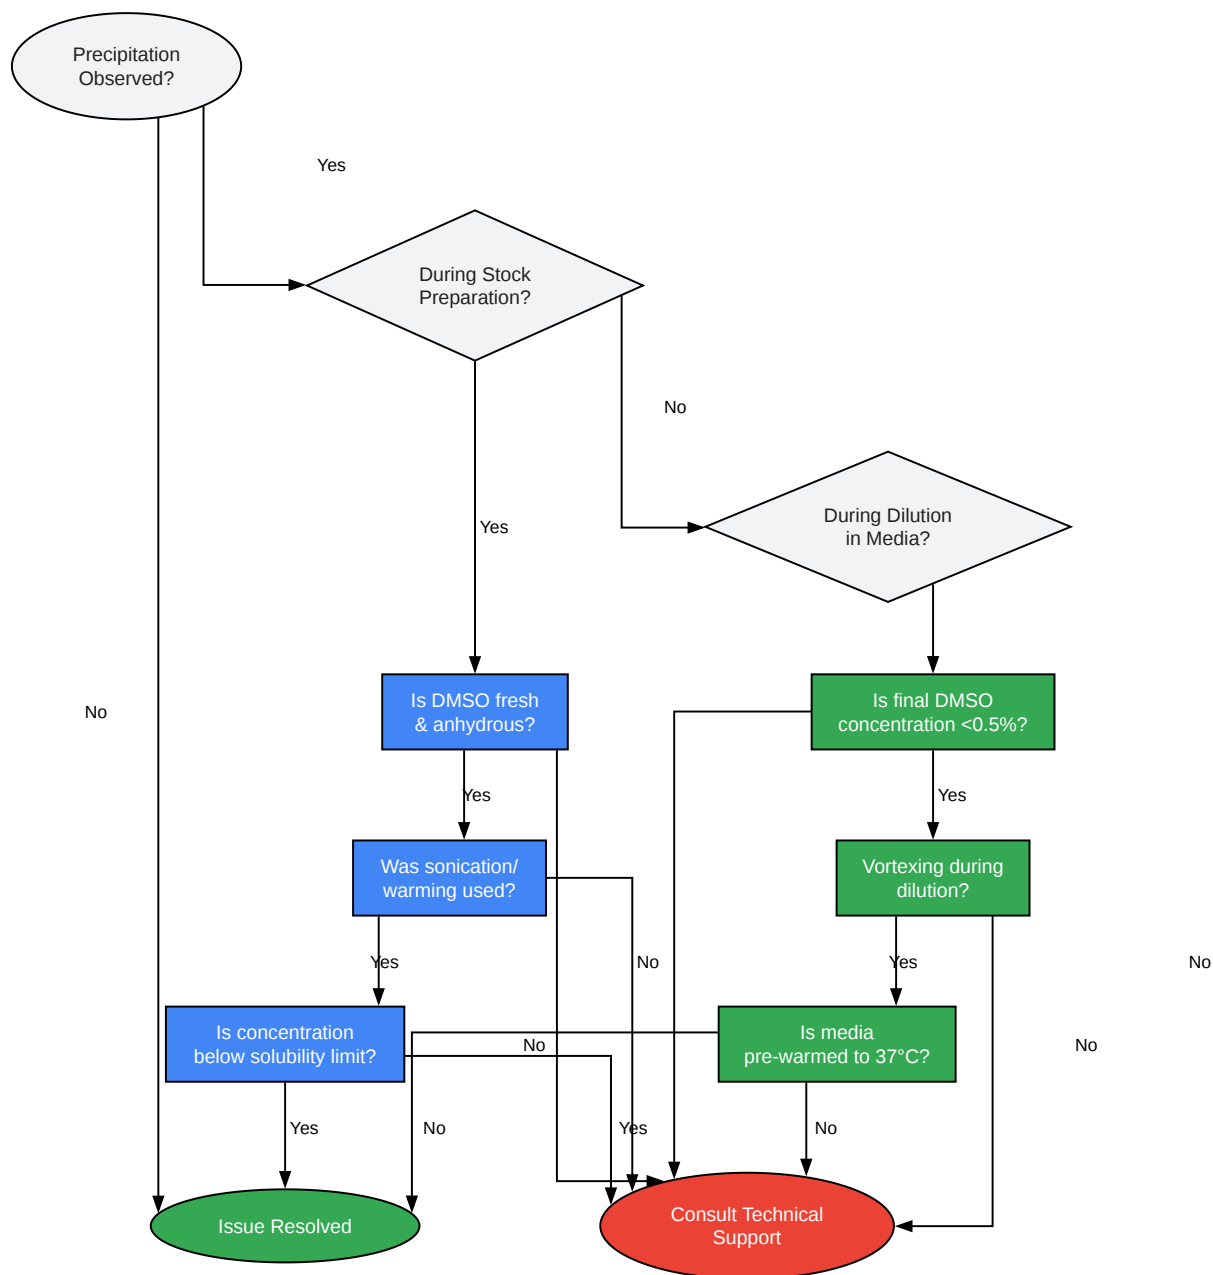 Precipitation
Observed?
Yes
During Stock
Preparation?
No
During Dilution
in Media?
Yes
Is DMSO fresh
& anhydrous?
Is final DMSO
concentration <0.5%?
No
Yes
Yes
Was sonication/
warming used?
Vortexing during
dilution?
Yes
No
Yes
No
Is concentration
below solubility limit?
Is media
pre-warmed to 37°C?
No
No
Yes
No
Yes
No
Issue Resolved
Consult Technical
Support